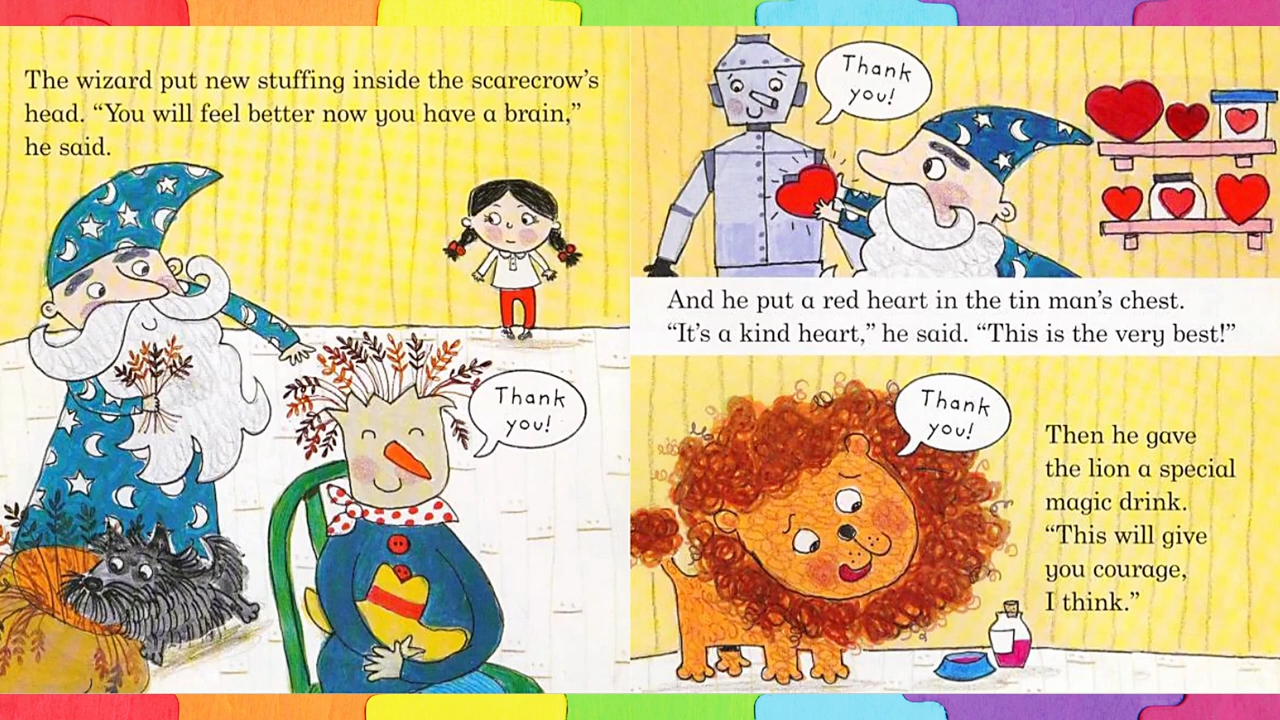 The wizard put new stuffing inside the scarecrow’s
head. “You will feel better now you have a brain,”
he said.
Thank
you!
Thank
you!
And he put a red heart in the tin man’s chest.
“It’s a kind heart,” he said. “This is the very best!”
Thank
you!
Then he gave
the lion a special
magic drink.
“This will give
you courage,
I think.”